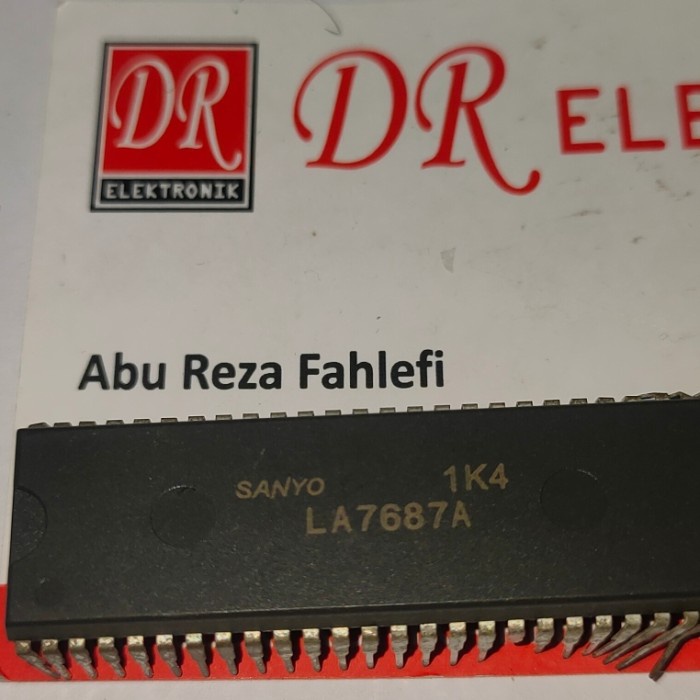 DR
ELEKTRONIK
DR ELE
Abu Reza Fahlefi
SANYO 1K4
LA7687A